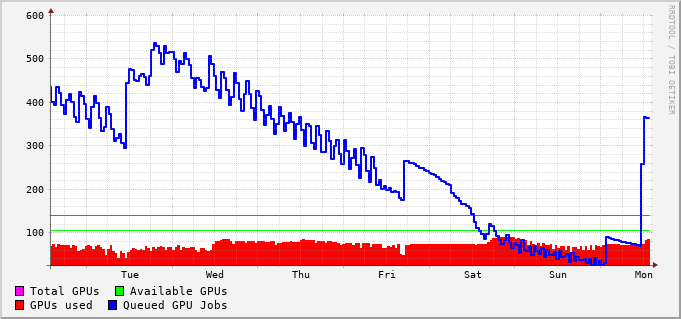 RRDTOOL / TOBI OETIKER
600
500
400
300
200
100
Tue Wed Thu Fri Sat Sun Mon
Total GPUs Available GPUs
GPUs used Queued GPU Jobs